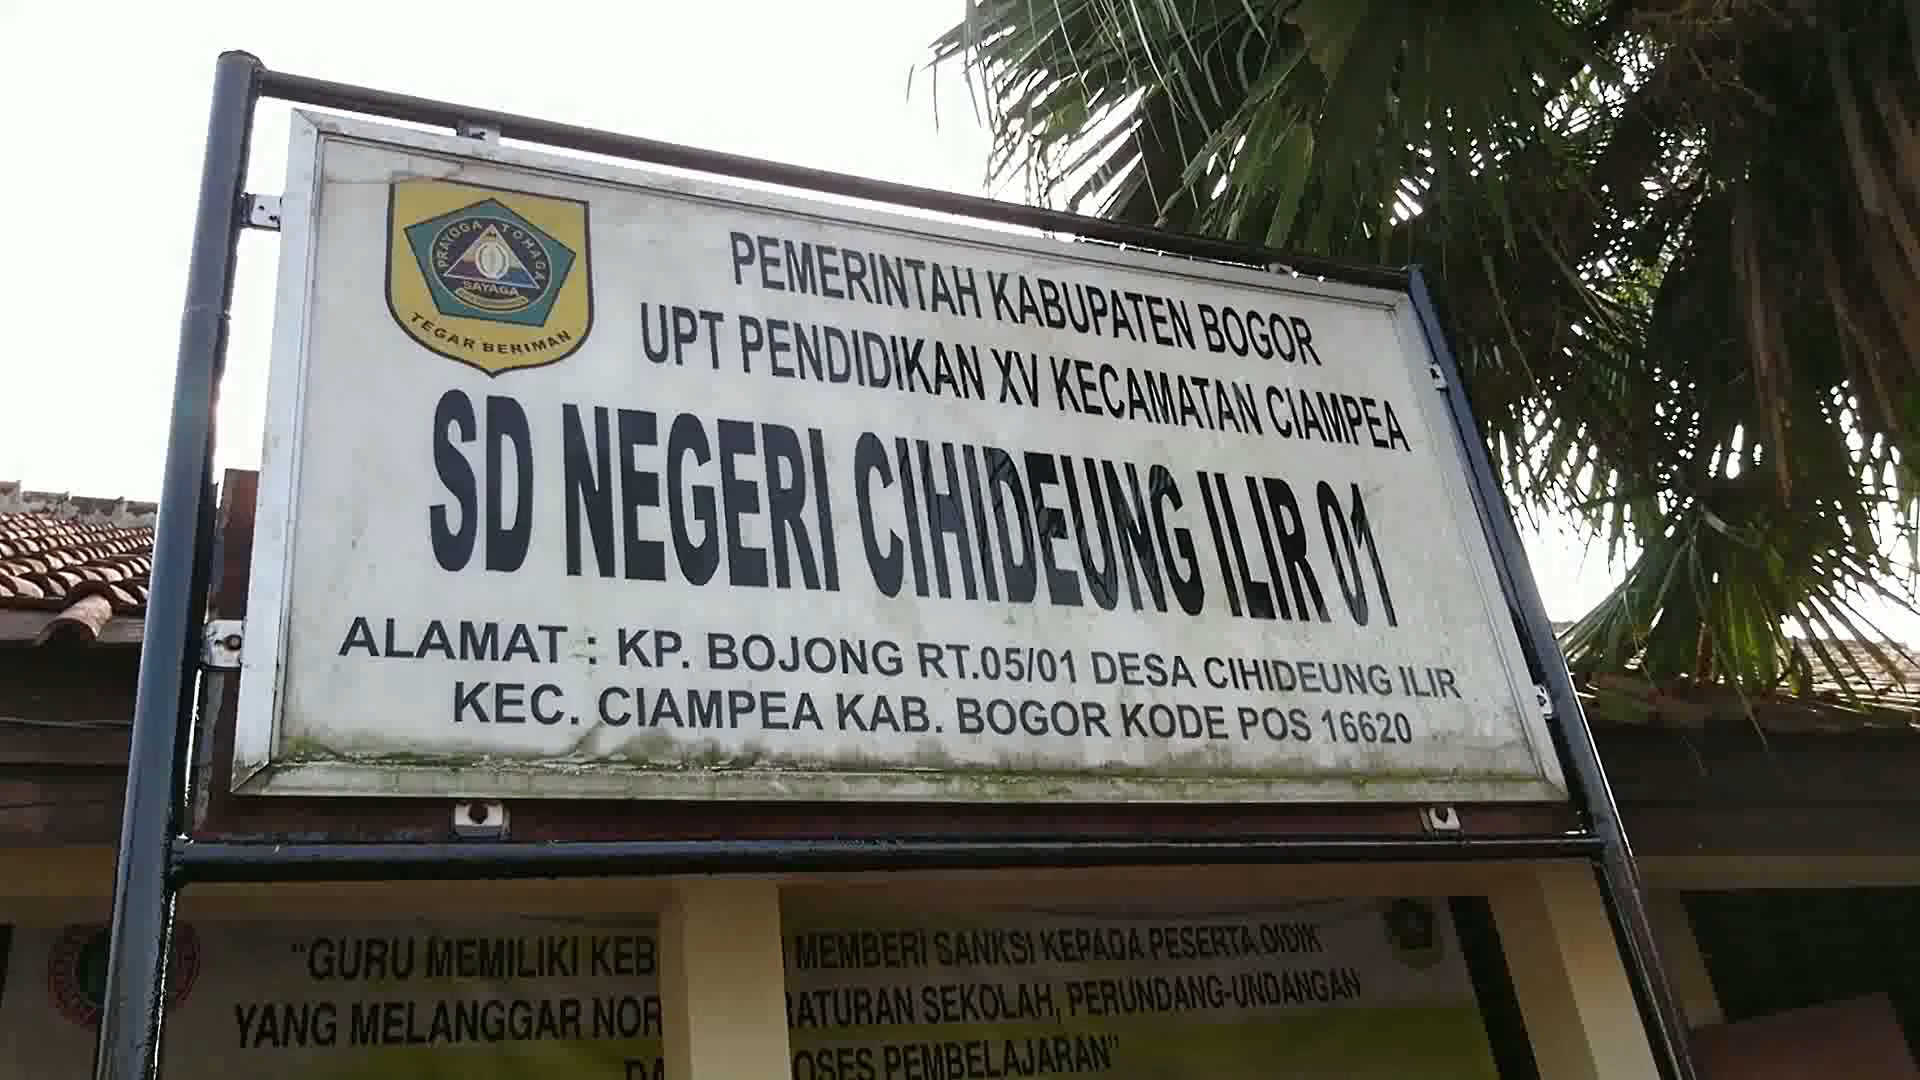 PRAYOGA TOHAGA
SAYAGA
TEGAR BERIMAN
PEMERINTAH KABUPATEN BOGOR
UPT PENDIDIKAN XV KECAMATAN CIAMPEA
SD NEGERI CIHIDEUNG ILIR 01
ALAMAT : KP. BOJONG RT.05/01 DESA CIHIDEUNG ILIR
KEC. CIAMPEA KAB. BOGOR KODE POS 16620
"GURU MEMILIKI KEB MEMBERI SANKSI KEPADA PESERTA DIDIK
YANG MELANGGAR NOR RATURAN SEKOLAH, PERUNDANG-UNDANGAN
DA OSES PEMBELAJARAN"